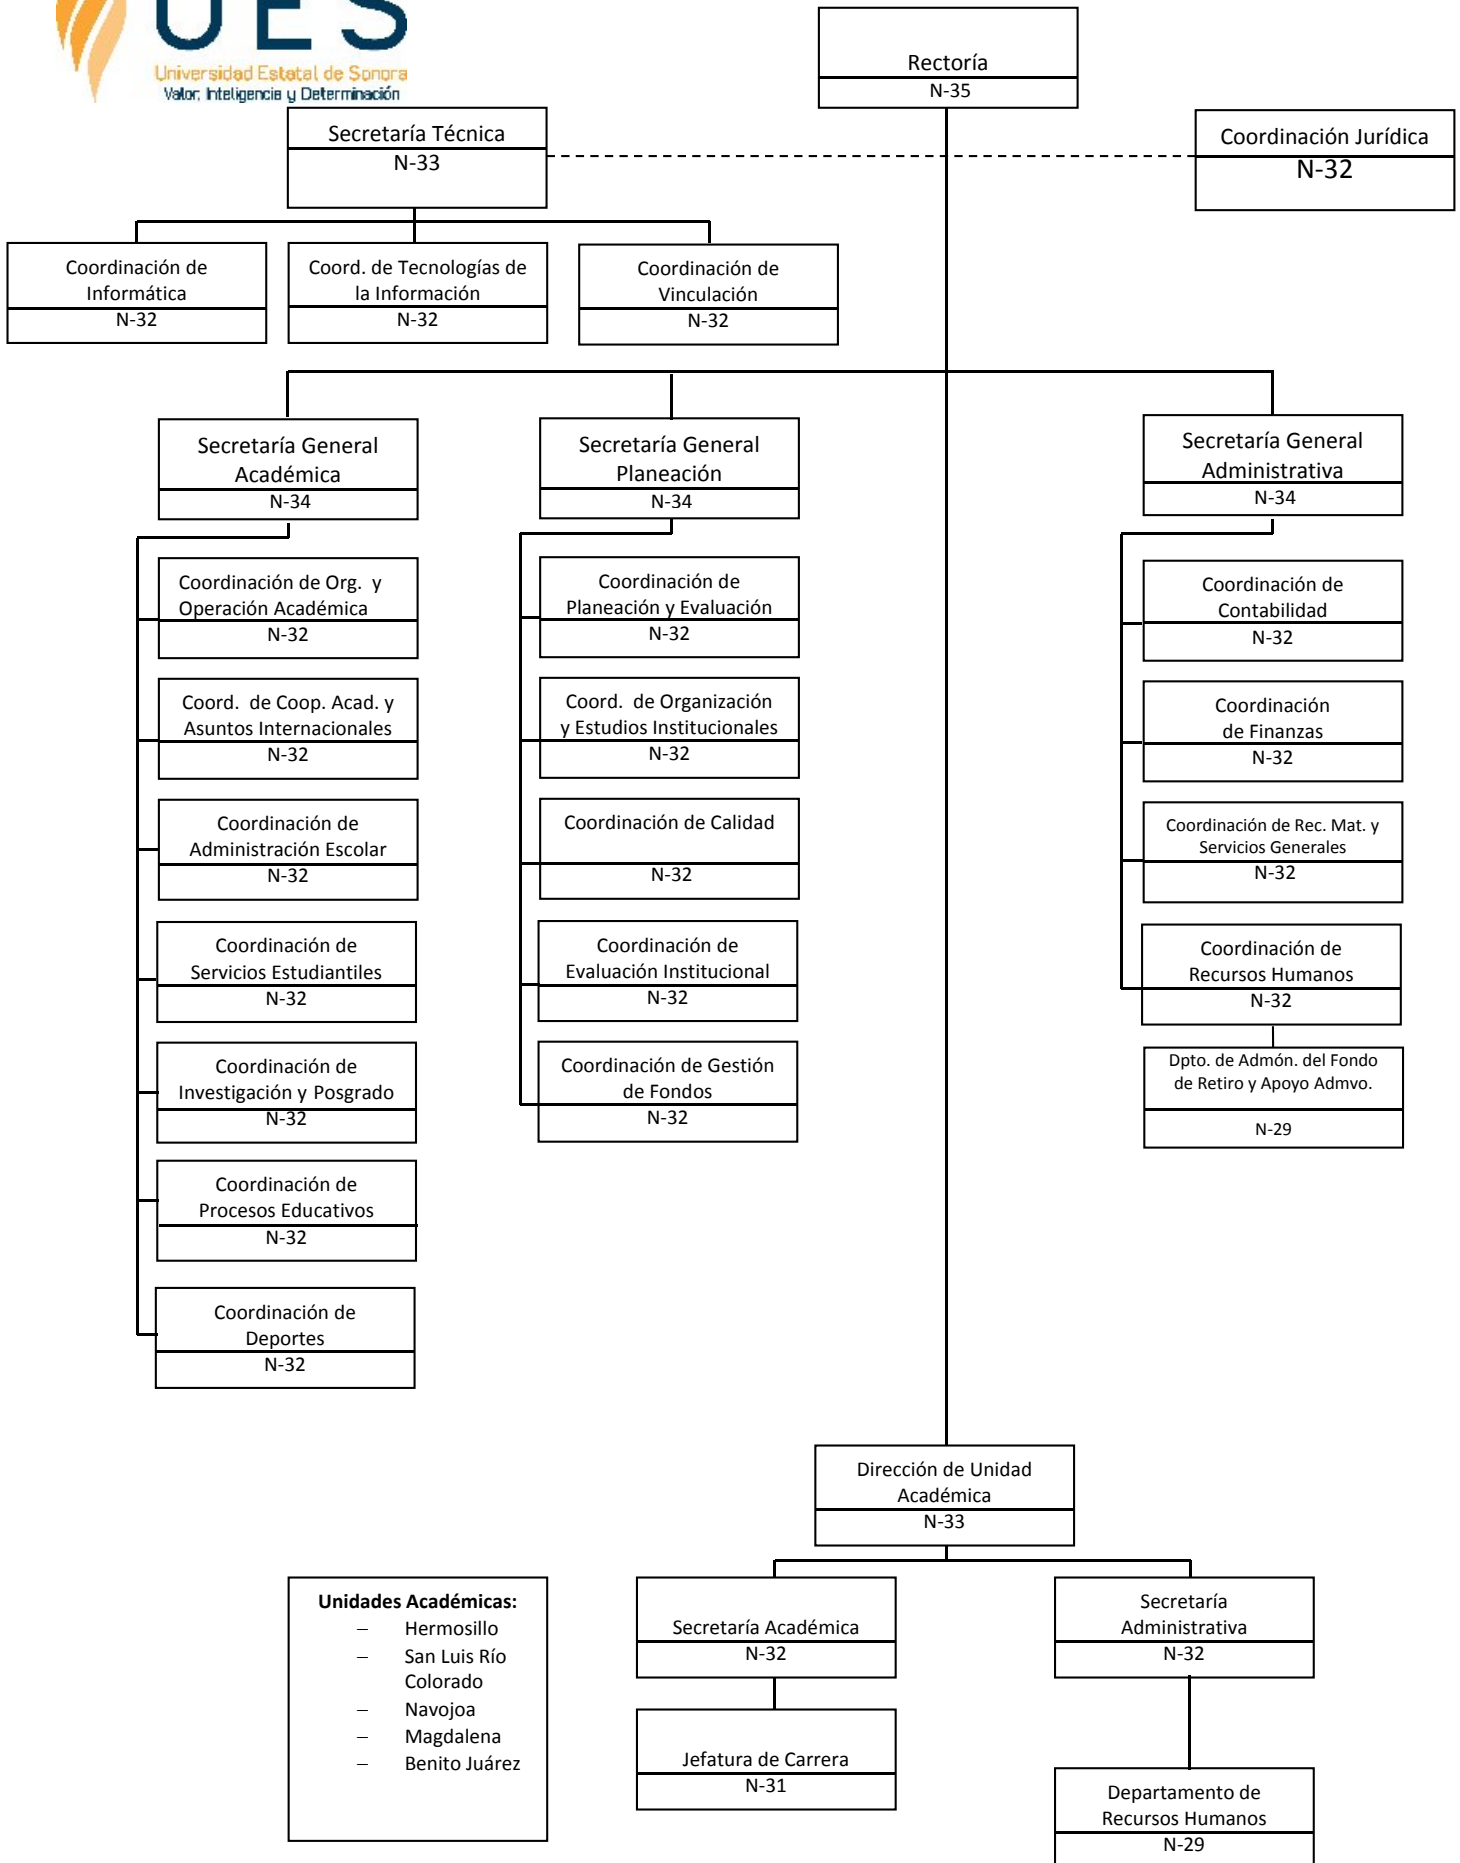 UES
Universidad Estatal de Sonora
Valor, Inteligencia y Determinación
Rectoría
N-35
Secretaría Técnica
N-33
Coordinación Jurídica
N-32
Coordinación de
Informática
N-32
Coord. de Tecnologías de
la Información
N-32
Coordinación de
Vinculación
N-32
Secretaría General
Académica
N-34
Secretaría General
Planeación
N-34
Secretaría General
Administrativa
N-34
Coordinación de Org. y
Operación Académica
N-32
Coord. de Coop. Acad. y
Asuntos Internacionales
N-32
Coordinación de
Administración Escolar
N-32
Coordinación de
Servicios Estudiantiles
N-32
Coordinación de
Investigación y Posgrado
N-32
Coordinación de
Procesos Educativos
N-32
Coordinación de
Deportes
N-32
Coordinación de
Planeación y Evaluación
N-32
Coord. de Organización
y Estudios Institucionales
N-32
Coordinación de Calidad
N-32
Coordinación de
Evaluación Institucional
N-32
Coordinación de Gestión
de Fondos
N-32
Coordinación de
Contabilidad
N-32
Coordinación
de Finanzas
N-32
Coordinación de Rec. Mat. y
Servicios Generales
N-32
Coordinación de
Recursos Humanos
N-32
Dpto. de Admón. del Fondo
de Retiro y Apoyo Admvo.
N-29
Dirección de Unidad
Académica
N-33
Unidades Académicas:
– Hermosillo
– San Luis Río
Colorado
– Navojoa
– Magdalena
– Benito Juárez
Secretaría Académica
N-32
Jefatura de Carrera
N-31
Secretaría
Administrativa
N-32
Departamento de
Recursos Humanos
N-29